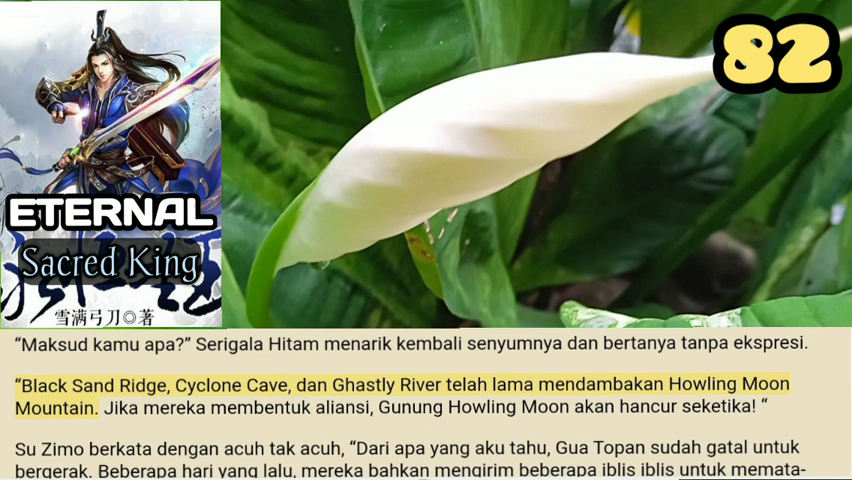 82
ETERNAL
Sacred King
雪满弓刀◎著
“Maksud kamu apa?” Serigala Hitam menarik kembali senyumnya dan bertanya tanpa ekspresi.
“Black Sand Ridge, Cyclone Cave, dan Ghastly River telah lama mendambakan Howling Moon
Mountain. Jika mereka membentuk aliansi, Gunung Howling Moon akan hancur seketika! “
Su Zimo berkata dengan acuh tak acuh, “Dari apa yang aku tahu, Gua Topan sudah gatal untuk
bergerak. Beberapa hari yang lalu, mereka bahkan mengirim beberapa iblis iblis untuk memata-